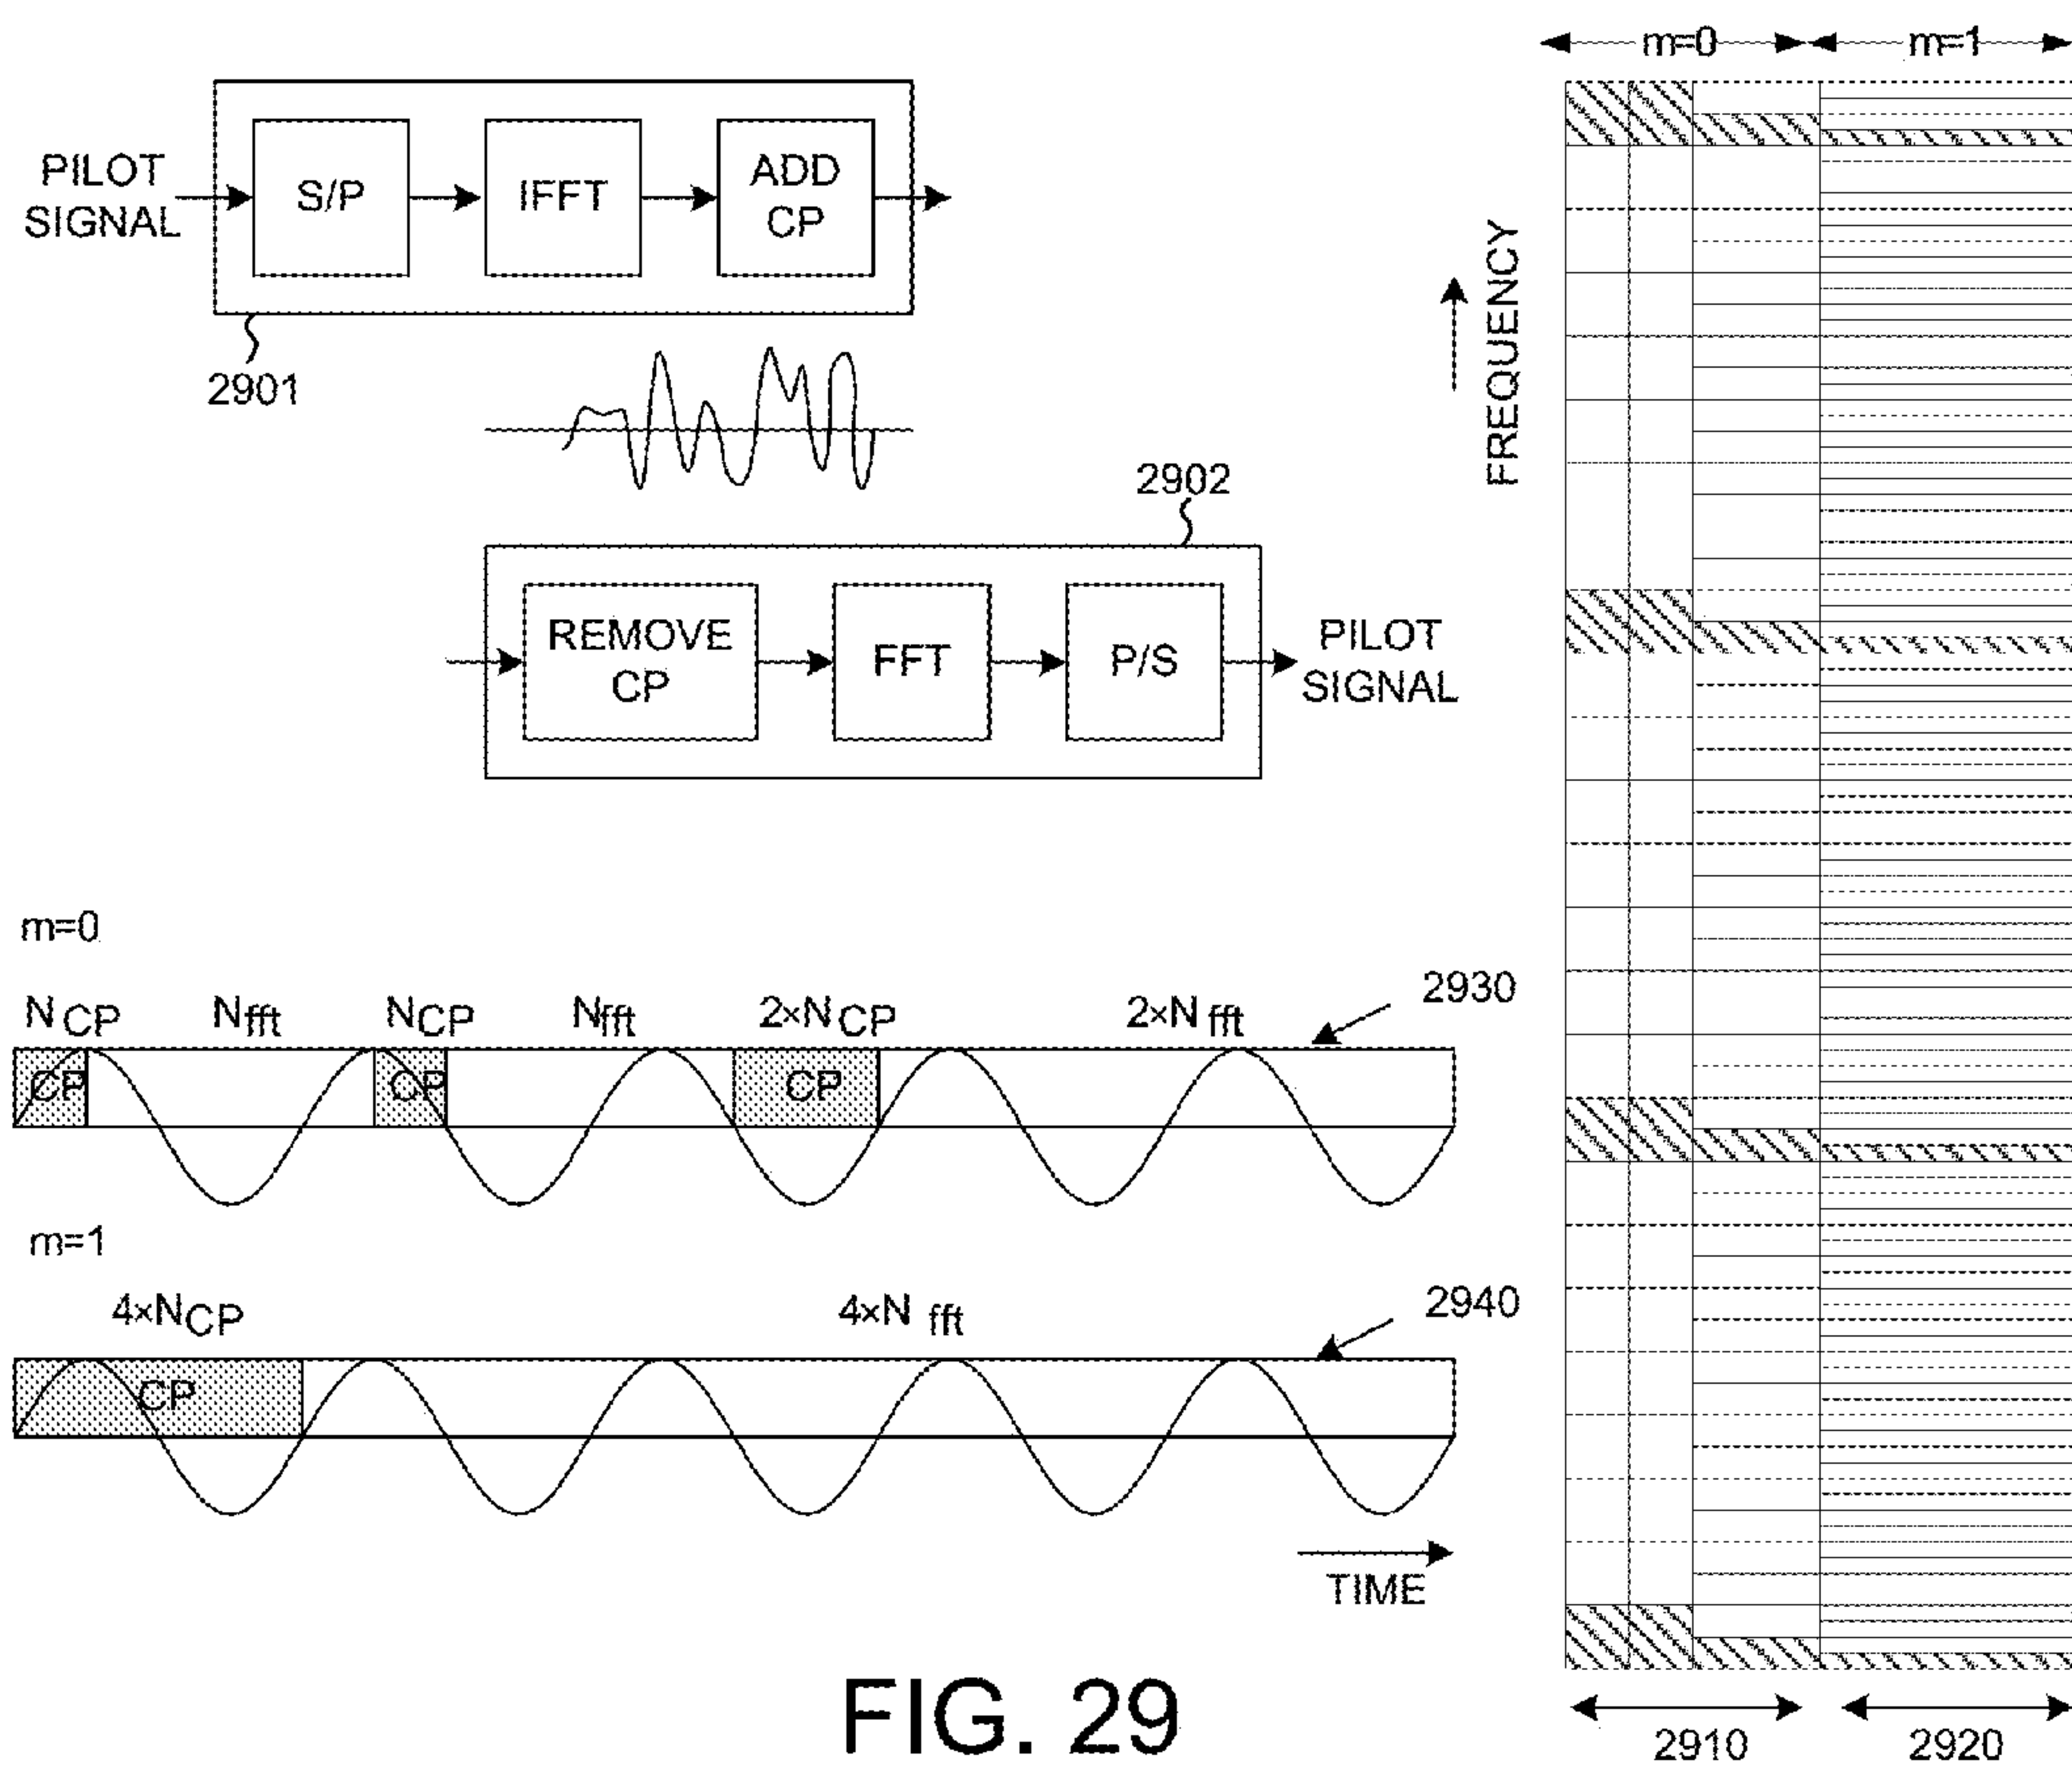 m=0
m=1
PILOT
SIGNAL
S/P
IFFT
ADD
CP
2901
FREQUENCY
2902
REMOVE
CP
FFT
P/S
PILOT
SIGNAL
m=0
NCP Nfft NCP Nfft 2×NCP 2×Nfft
2930
CP
CP
CP
m=1
4×NCP 4×Nfft
2940
CP
TIME
FIG. 29
2910
2920